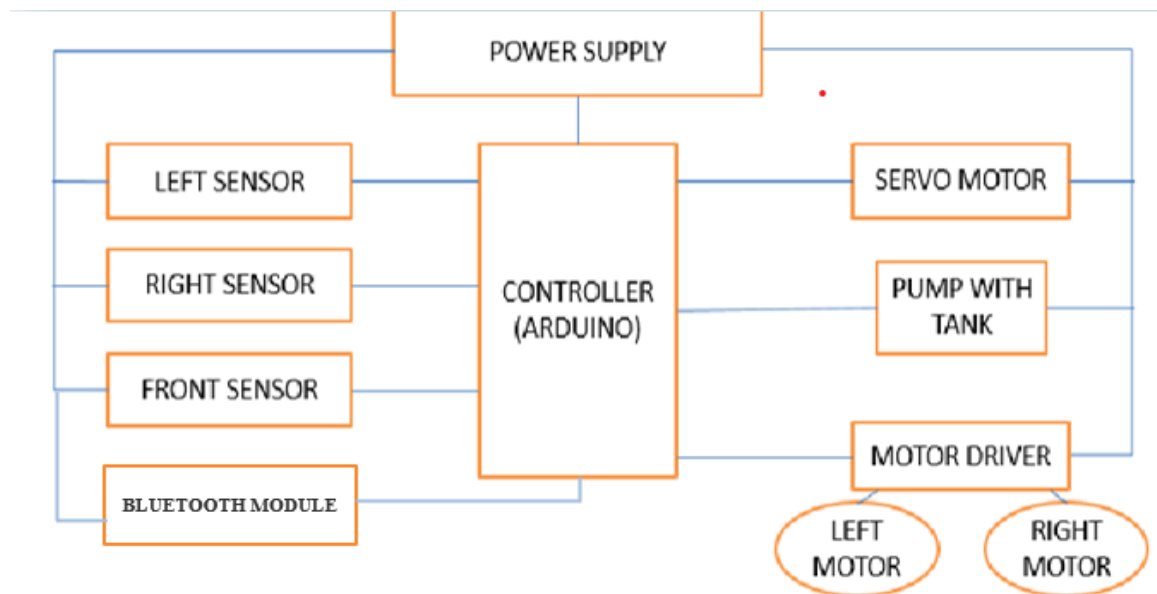 POWER SUPPLY
LEFT SENSOR
SERVO MOTOR
RIGHT SENSOR
CONTROLLER
(ARDUINO)
PUMP WITH
TANK
FRONT SENSOR
MOTOR DRIVER
BLUETOOTH MODULE
LEFT
MOTOR
RIGHT
MOTOR